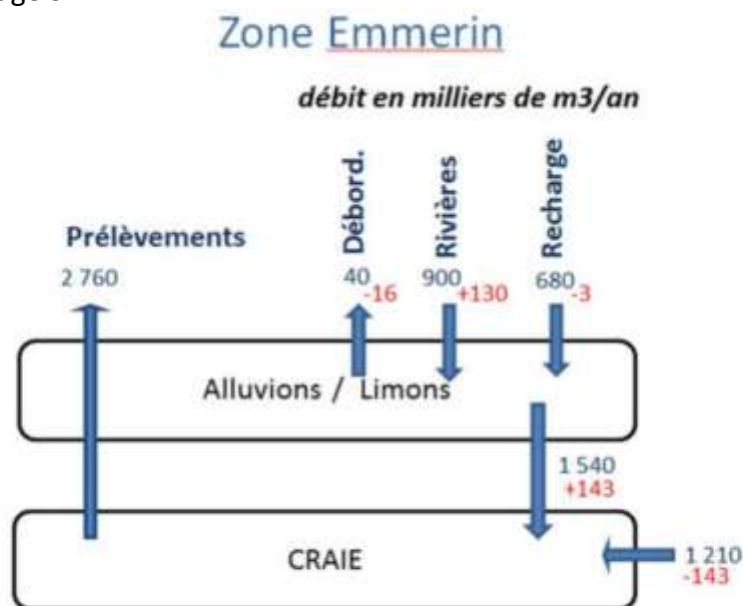 Zone Emmerin
débit en milliers de m3/an
Prélèvements
Débord.
Rivières
Recharge
2 760
40
-16
900
+130
680
-3
Alluvions / Limons
1 540
+143
CRAIE
1 210
-143